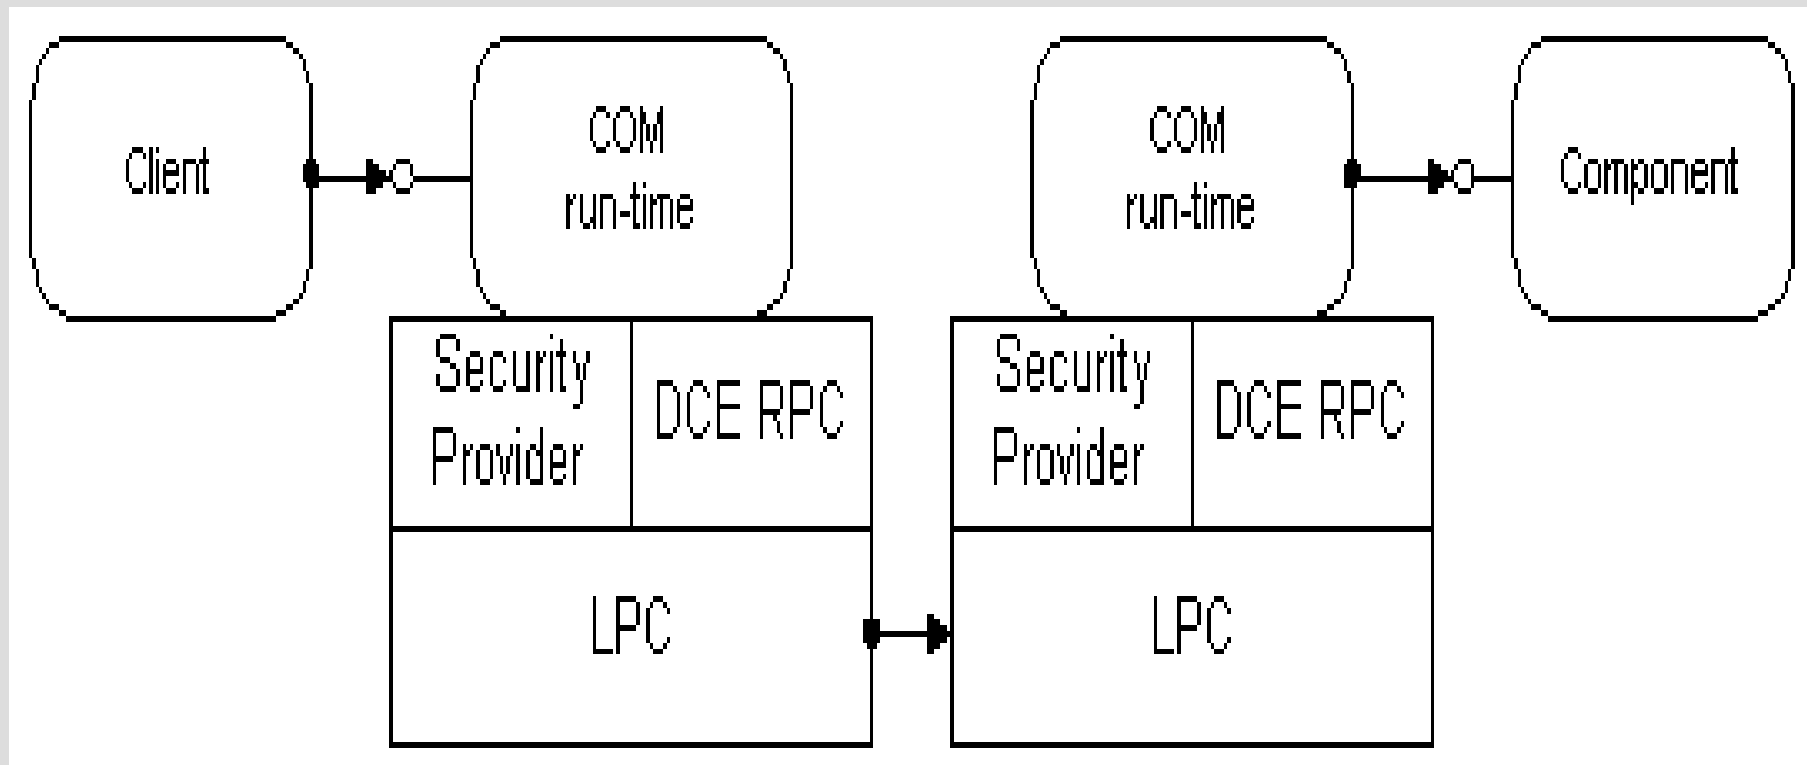 Client
COM
run-time
COM
run-time
Component
Security
Provider
DCE RPC
Security
Provider
DCE RPC
LPC
LPC